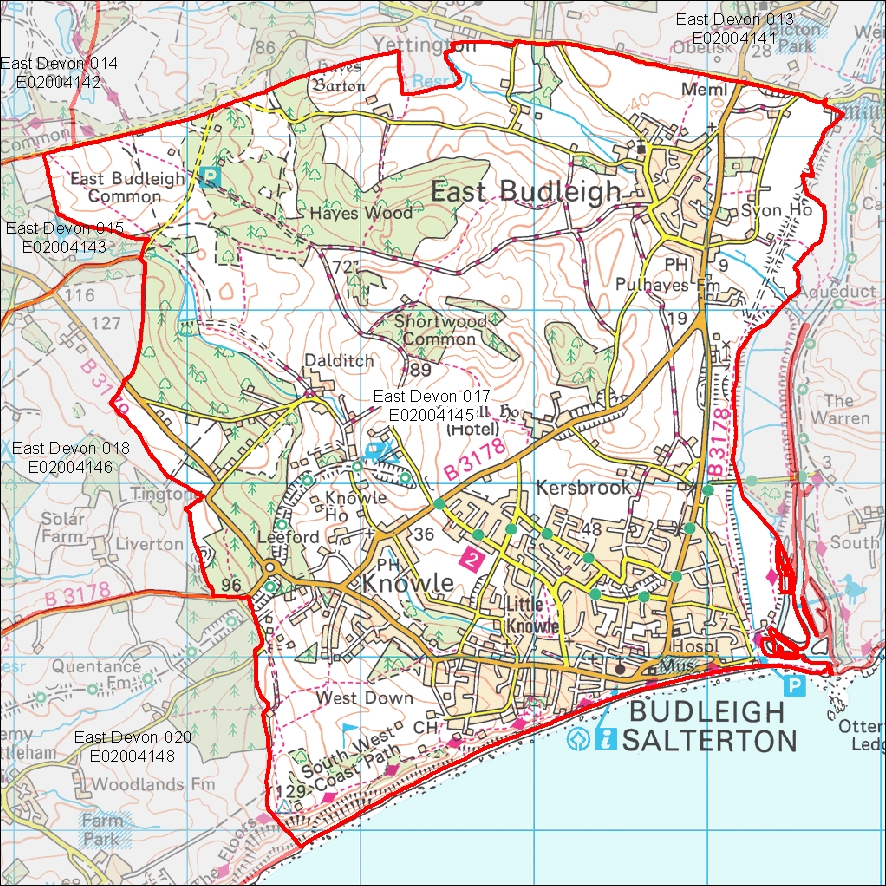 East Devon 013
E02004141
East Devon 014
E02004142
86
Yettington
Obelisk
28
Park
Hayes
Barton
Resr
Meml
40
Common
East Budleigh
Common
P
Hayes Wood
East Budleigh
Syon Ho
East Devon 015
E02004143
72
PH
9
Pulhayes Fm
Aqueduct
116
127
19
Shortwood
Common
Dalditch
89
B 3179
East Devon 017
E02004145
Ho
(Hotel)
The
Warren
B 3178
B 3178
East Devon 018
E02004146
3
Tington
Knowle
Ho
Kersbrook
Solar
Farm
Liverton
Leeford
H
36
48
South
PH
2
Knowle
96
B 3178
Little
Knowle
Hospl
Mus
Resr
Quentance
Fm
P
West Down
BUDLEIGH
SALTERTON
i
CH
Otter
Ledg
East Devon 020
E02004148
South West
Coast Path
Woodlands Fm
129
Farm
Park
The Floors
68